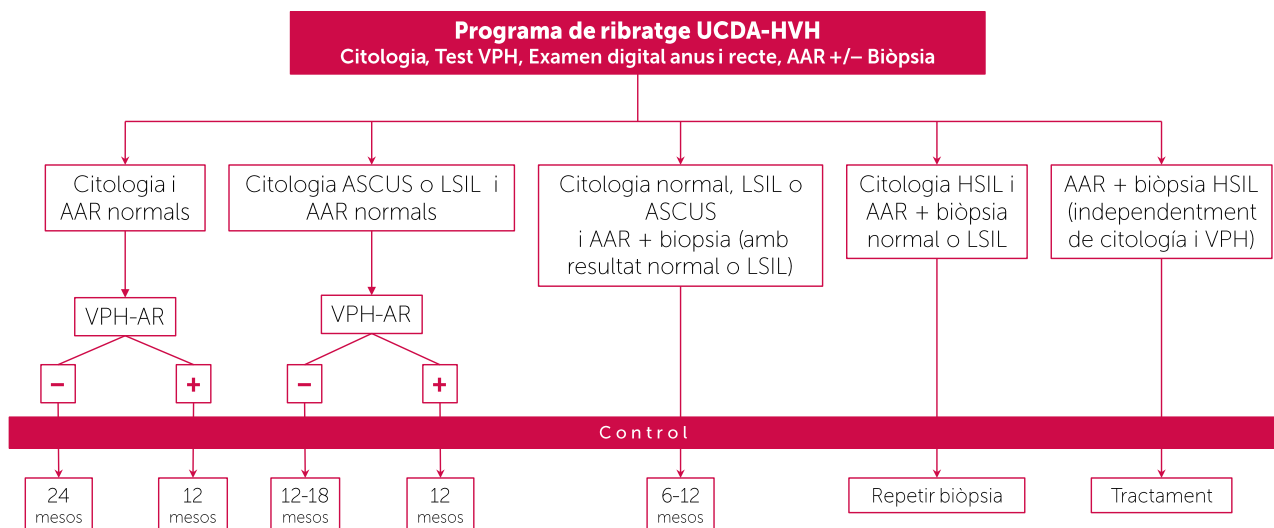 Programa de ribratge UCDA-HVH
Citologia, Test VPH, Examen digital anus i recte, AAR +/– Biòpsia
Citologia i
AAR normals
Citologia ASCUS o LSIL i
AAR normals
Citologia normal, LSIL o
ASCUS
i AAR + biopsia (amb
resultat normal o LSIL)
Citologia HSIL i
AAR + biòpsia
normal o LSIL
AAR + biòpsia HSIL
(independentment
de citología i VPH)
VPH-AR
VPH-AR
–
+
–
+
Control
24
mesos
12
mesos
12-18
mesos
12
mesos
6-12
mesos
Repetir biòpsia
Tractament